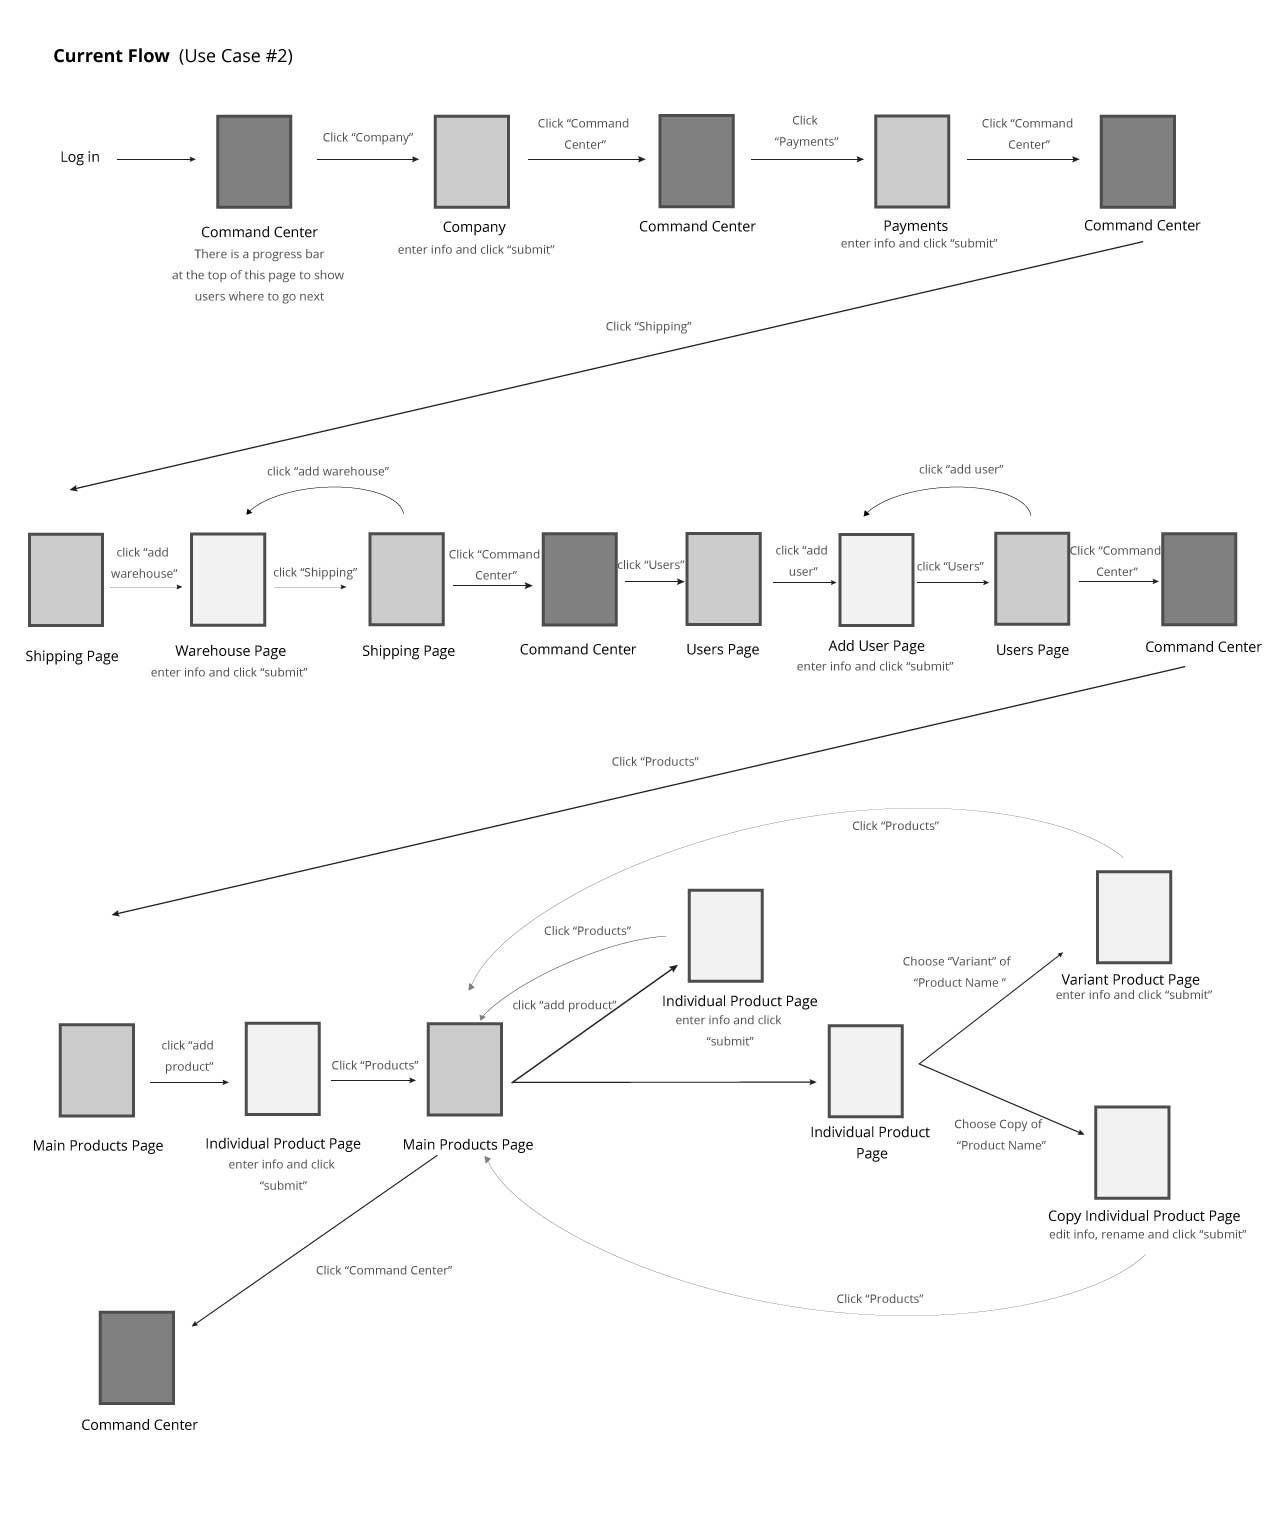 Current Flow (Use Case #2)
Log in
Click “Company”
Click “Command
Center”
Click
“Payments”
Click “Command
Center”
Command Center
There is a progress bar
at the top of this page to show
users where to go next
Company
enter info and click “submit”
Command Center
Payments
enter info and click “submit”
Command Center
Click “Shipping”
click “add warehouse”
click “add user”
click “add
warehouse”
click “Shipping”
Click “Command
Center”
click “Users”
click “add
user”
click “Users”
Click “Command
Center”
Shipping Page
Warehouse Page
enter info and click “submit”
Shipping Page
Command Center
Users Page
Add User Page
enter info and click “submit”
Users Page
Command Center
Click “Products”
Click “Products”
Click “Products”
click “add product”
Individual Product Page
enter info and click
“submit”
Choose “Variant” of
“Product Name “
Variant Product Page
enter info and click “submit”
click “add
product”
Click “Products”
Main Products Page
Individual Product Page
enter info and click
“submit”
Main Products Page
Individual Product
Page
Choose Copy of
“Product Name”
Copy Individual Product Page
edit info, rename and click “submit”
Click “Command Center”
Click “Products”
Command Center